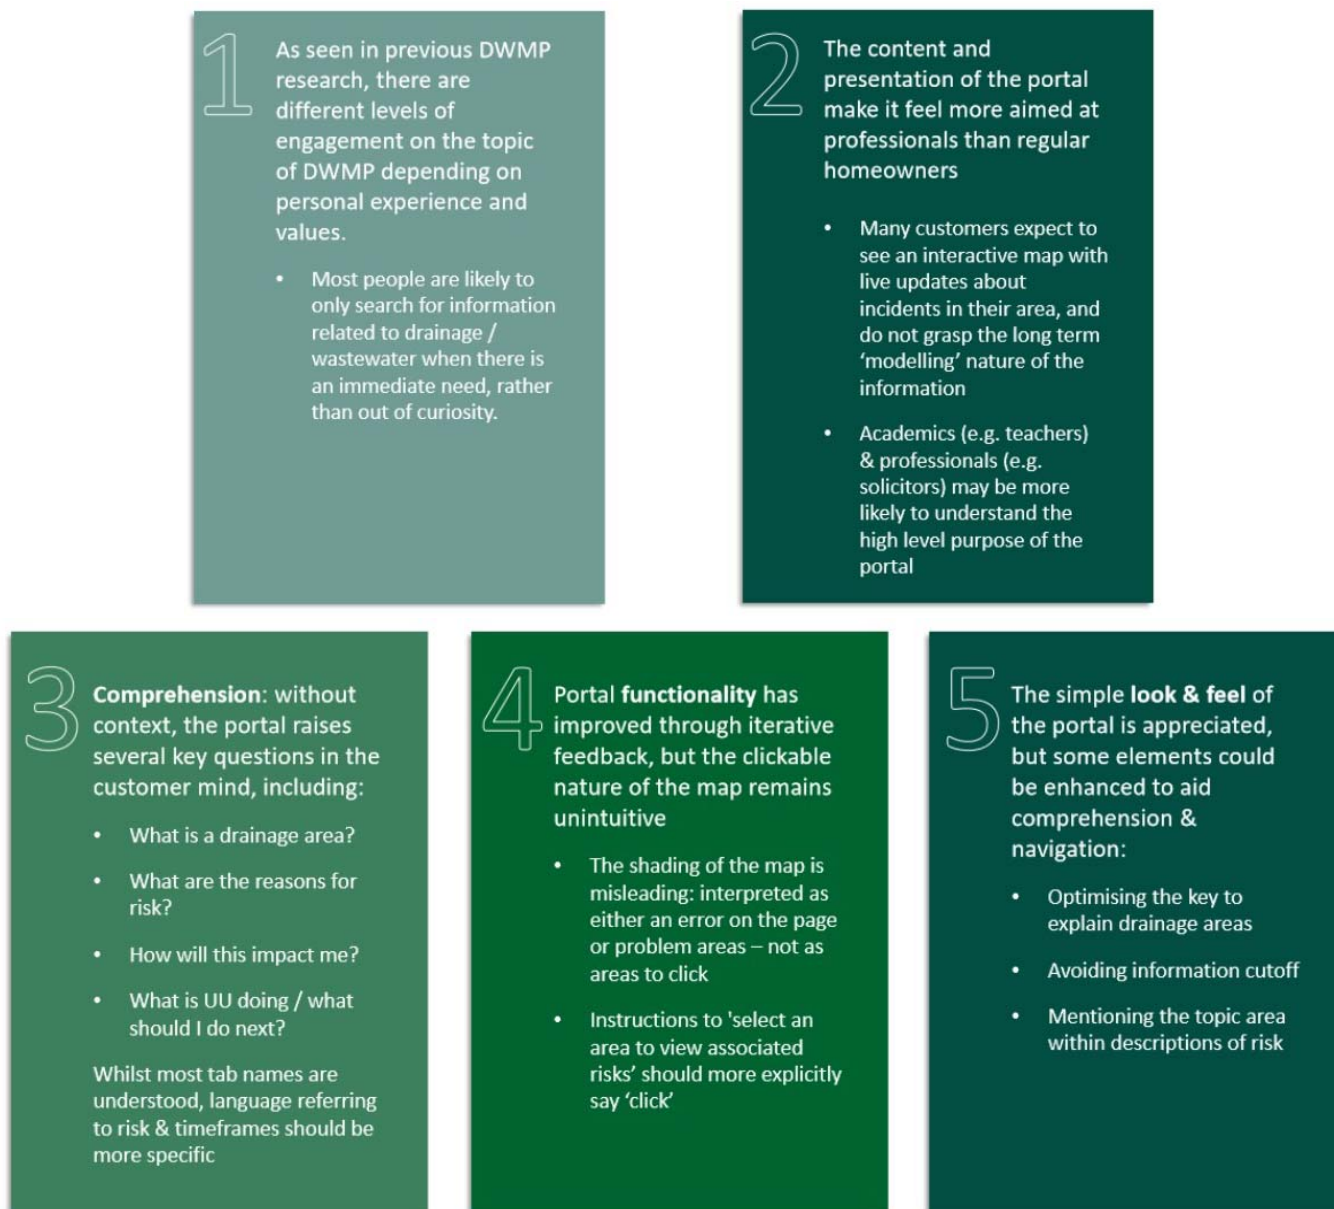 1
As seen in previous DWMP
research, there are
different levels of
engagement on the topic
of DWMP depending on
personal experience and
values.
• Most people are likely to
only search for information
related to drainage /
wastewater when there is
an immediate need, rather
than out of curiosity.
2
The content and
presentation of the portal
make it feel more aimed at
professionals than regular
homeowners
• Many customers expect to
see an interactive map with
live updates about
incidents in their area, and
do not grasp the long term
‘modelling’ nature of the
information
• Academics (e.g. teachers)
& professionals (e.g.
solicitors) may be more
likely to understand the
high level purpose of the
portal
3
Comprehension: without
context, the portal raises
several key questions in the
customer mind, including:
• What is a drainage area?
• What are the reasons for
risk?
• How will this impact me?
• What is UU doing / what
should I do next?
Whilst most tab names are
understood, language referring
to risk & timeframes should be
more specific
4
Portal functionality has
improved through iterative
feedback, but the clickable
nature of the map remains
unintuitive
• The shading of the map is
misleading: interpreted as
either an error on the page
or problem areas – not as
areas to click
• Instructions to 'select an
area to view associated
risks’ should more explicitly
say ‘click’
5
The simple look & feel of
the portal is appreciated,
but some elements could
be enhanced to aid
comprehension &
navigation:
• Optimising the key to
explain drainage areas
• Avoiding information cutoff
• Mentioning the topic area
within descriptions of risk